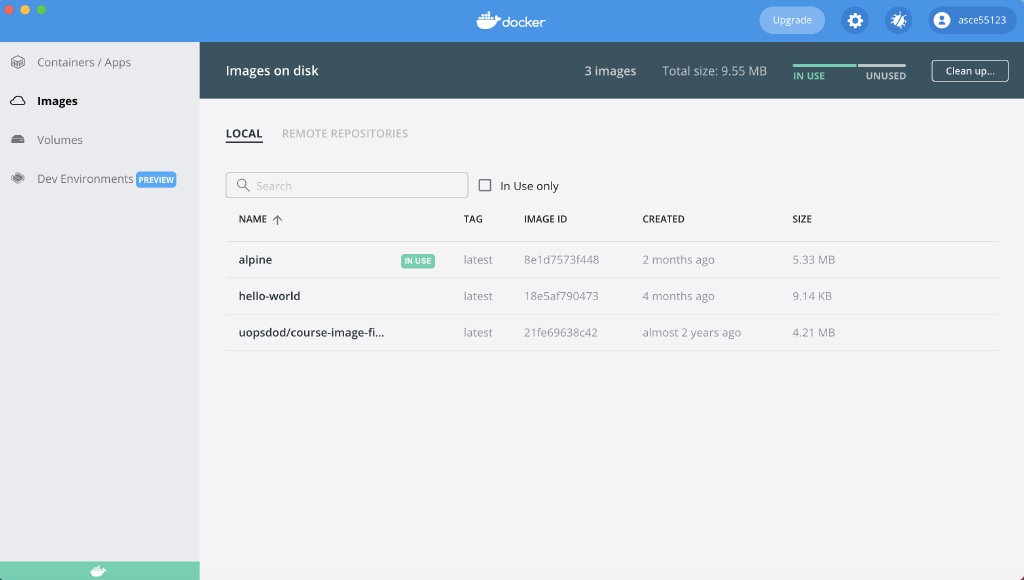 docker
Upgrade
asce55123
Containers / Apps
Images
Volumes
Dev Environments PREVIEW
Images on disk
3 images
Total size: 9.55 MB
IN USE
UNUSED
Clean up...
LOCAL
REMOTE REPOSITORIES
Search
In Use only
NAME TAG IMAGE ID CREATED SIZE
alpine IN USE latest 8e1d7573f448 2 months ago 5.33 MB
hello-world latest 18e5af790473 4 months ago 9.14 KB
uopsdod/course-image-fi... latest 21fe69638c42 almost 2 years ago 4.21 MB